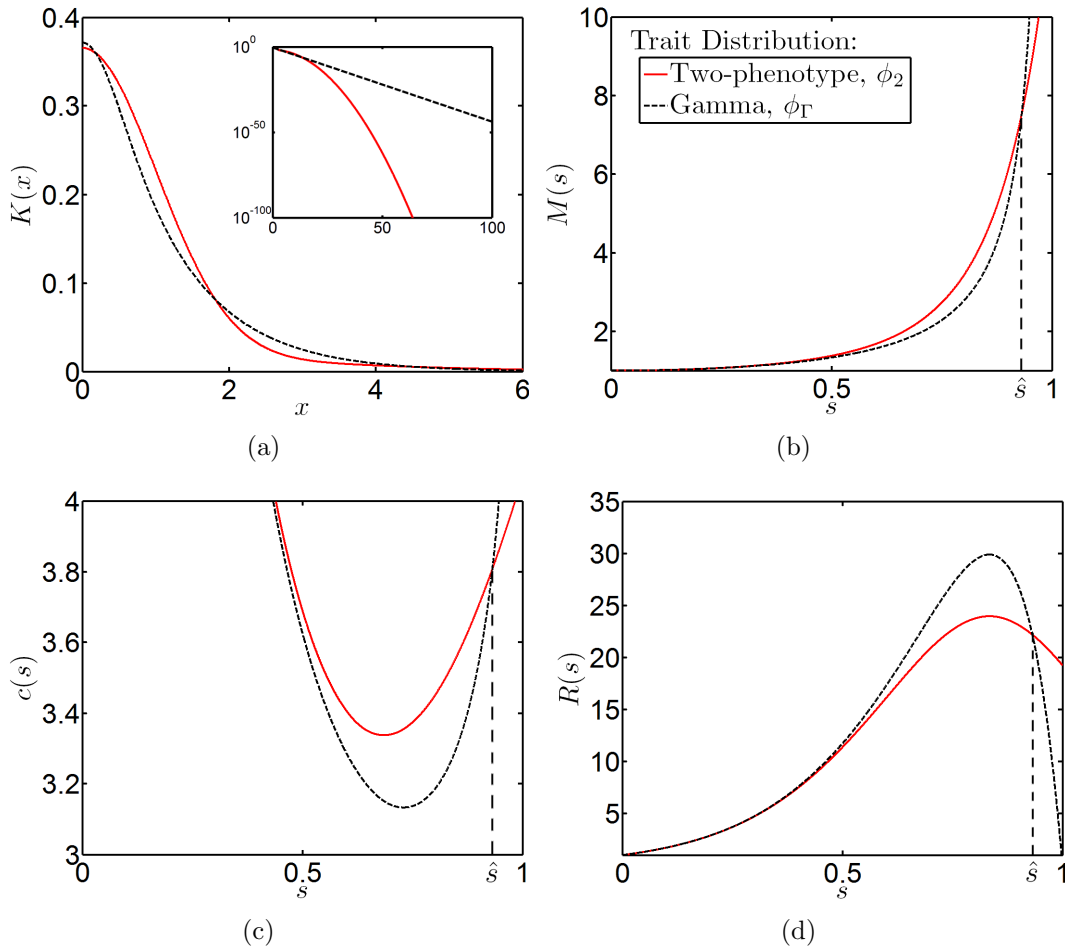 0.4
0.3
0.2
0.1
0
K(x)
10^0
10^-50
10^-100
0 50 100
0 2 4 6
x
(a)
10
8
6
4
2
M(s)
Trait Distribution:
Two-phenotype, ϕ_2
Gamma, ϕ_Γ
0 0.5 ŝ 1
s
(b)
4
3.8
3.6
3.4
3.2
3
c(s)
0 0.5 ŝ 1
s
(c)
35
30
25
20
15
10
5
R(s)
0 0.5 ŝ 1
s
(d)